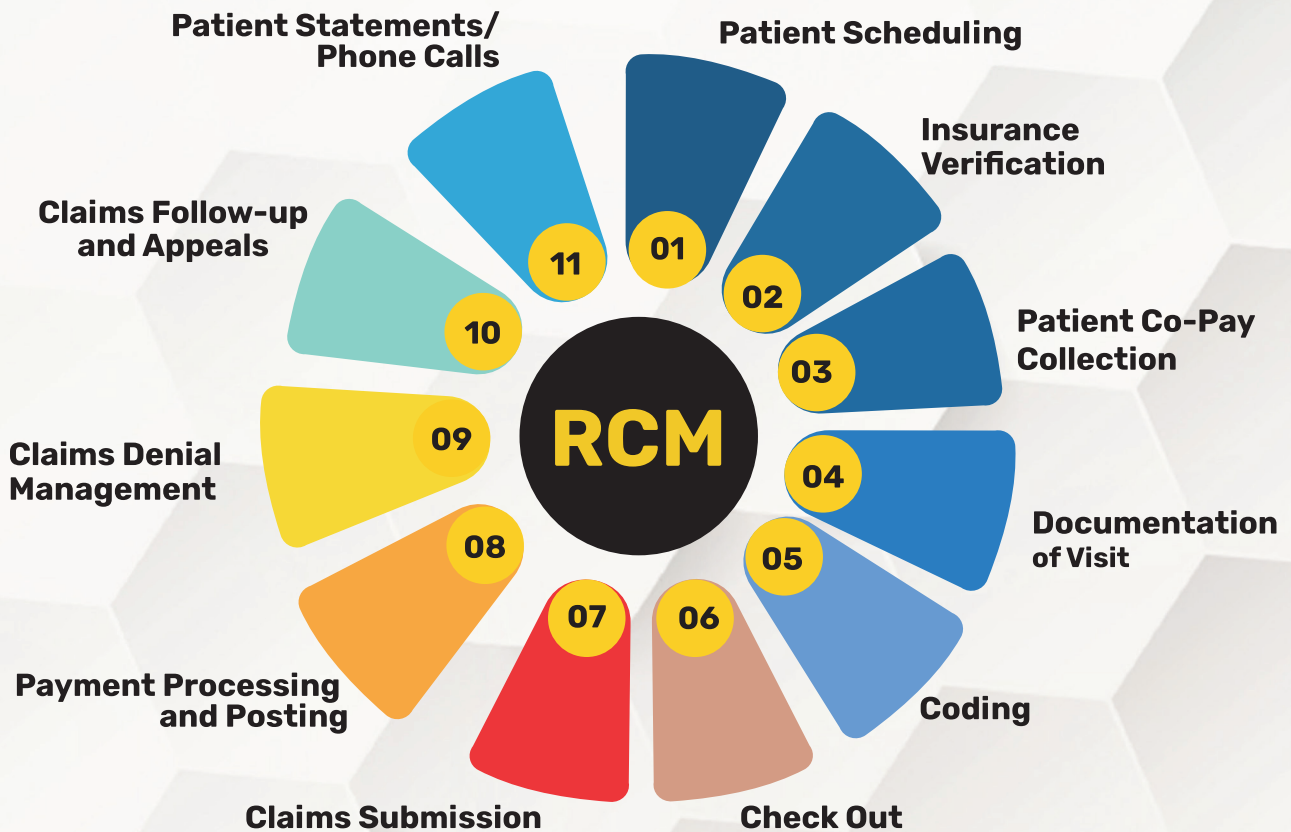 Patient Scheduling
01
Insurance
Verification
02
Patient Co-Pay
Collection
03
Documentation
of Visit
04
Coding
05
Check Out
06
Claims Submission
07
Payment Processing
and Posting
08
Claims Denial
Management
09
Claims Follow-up
and Appeals
10
Patient Statements/
Phone Calls
11
RCM